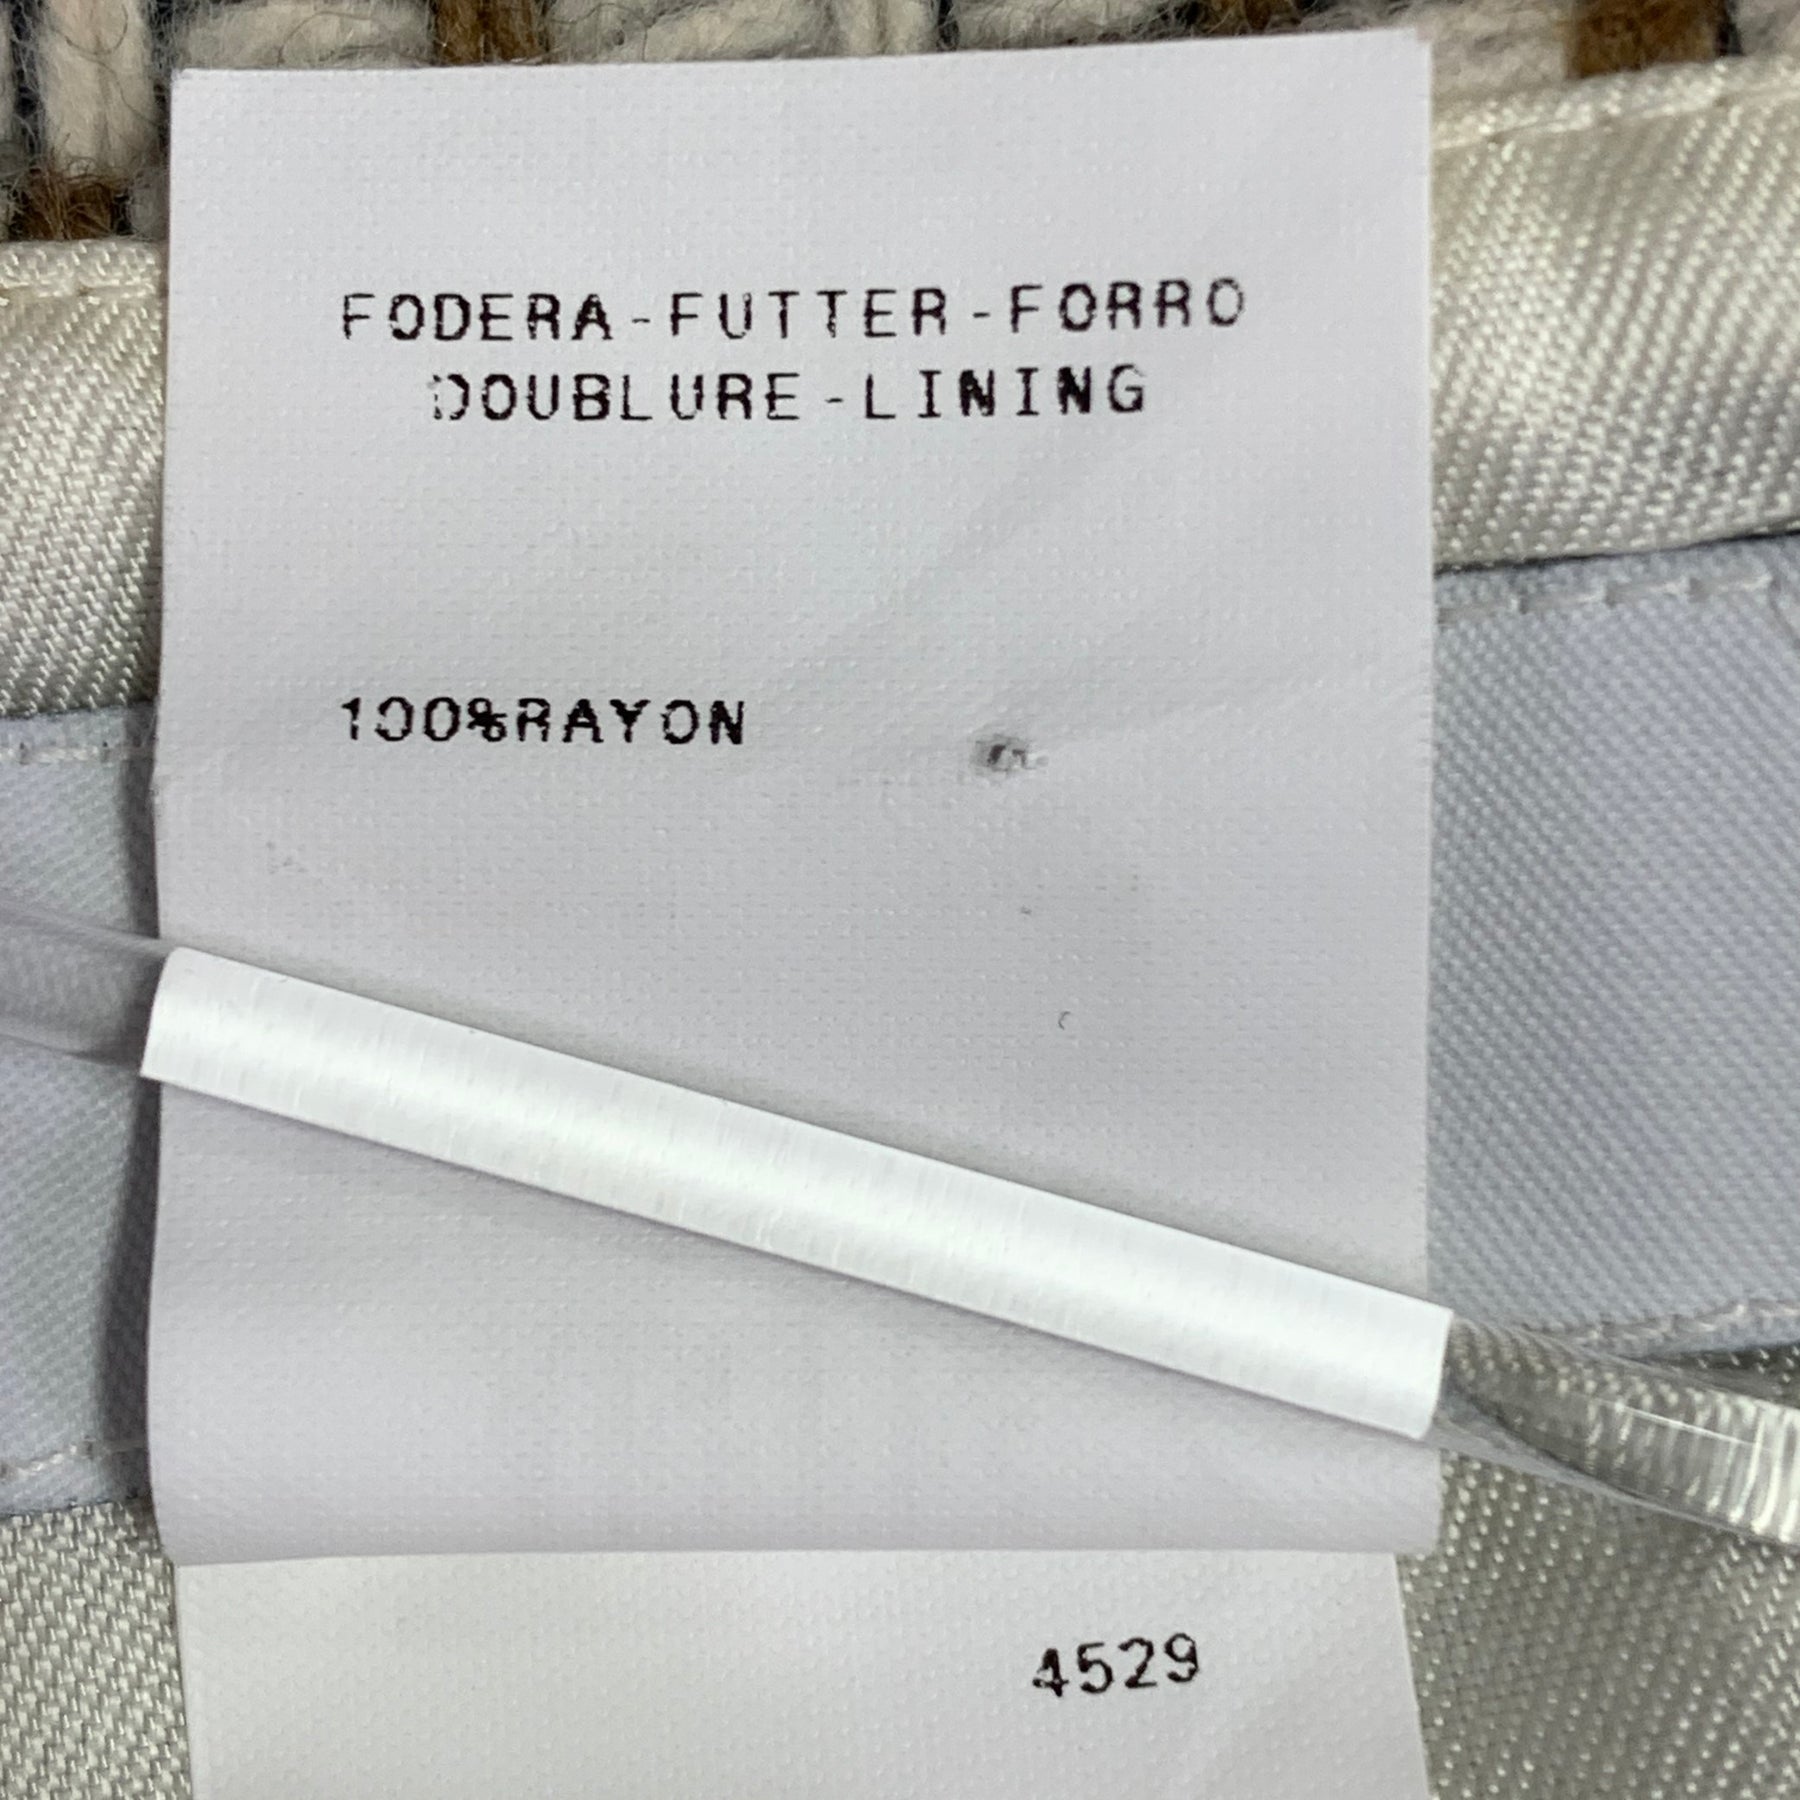 FODERA-FUTTER-FORRO
DOUBLURE-LINING
100%RAYON
4529